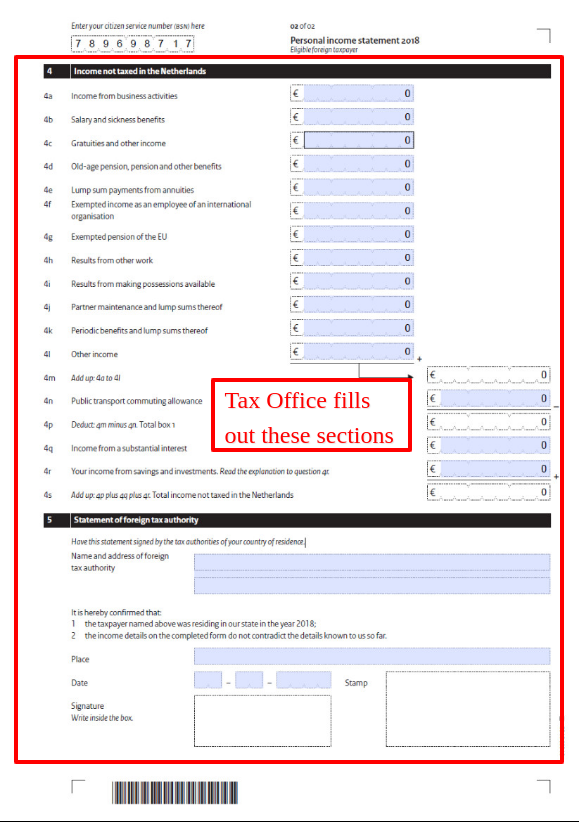 Enter your citizen service number (BSN) here
02 of 02
7 8 9 6 9 8 7 1 7
Personal income statement 2018
Eligible foreign taxpayer
4 Income not taxed in the Netherlands
4a Income from business activities € 0
4b Salary and sickness benefits € 0
4c Gratuities and other income € 0
4d Old-age pension, pension and other benefits € 0
4e Lump sum payments from annuities € 0
4f Exempted income as an employee of an international
organisation € 0
4g Exempted pension of the EU € 0
4h Results from other work € 0
4i Results from making possessions available € 0
4j Partner maintenance and lump sums thereof € 0
4k Periodic benefits and lump sums thereof € 0
4l Other income € 0 +
4m Add up: 4a to 4l € 0
4n Public transport commuting allowance € 0 –
4p Deduct: 4m minus 4n. Total box 1 € 0
4q Income from a substantial interest € 0
4r Your income from savings and investments. Read the explanation to question 4r. € 0 +
4s Add up: 4p plus 4q plus 4r. Total income not taxed in the Netherlands € 0
Tax Office fills
out these sections
5 Statement of foreign tax authority
Have this statement signed by the tax authorities of your country of residence.
Name and address of foreign
tax authority
It is hereby confirmed that:
1 the taxpayer named above was residing in our state in the year 2018;
2 the income details on the completed form do not contradict the details known to us so far.
Place
Date – – Stamp
Signature
Write inside the box.